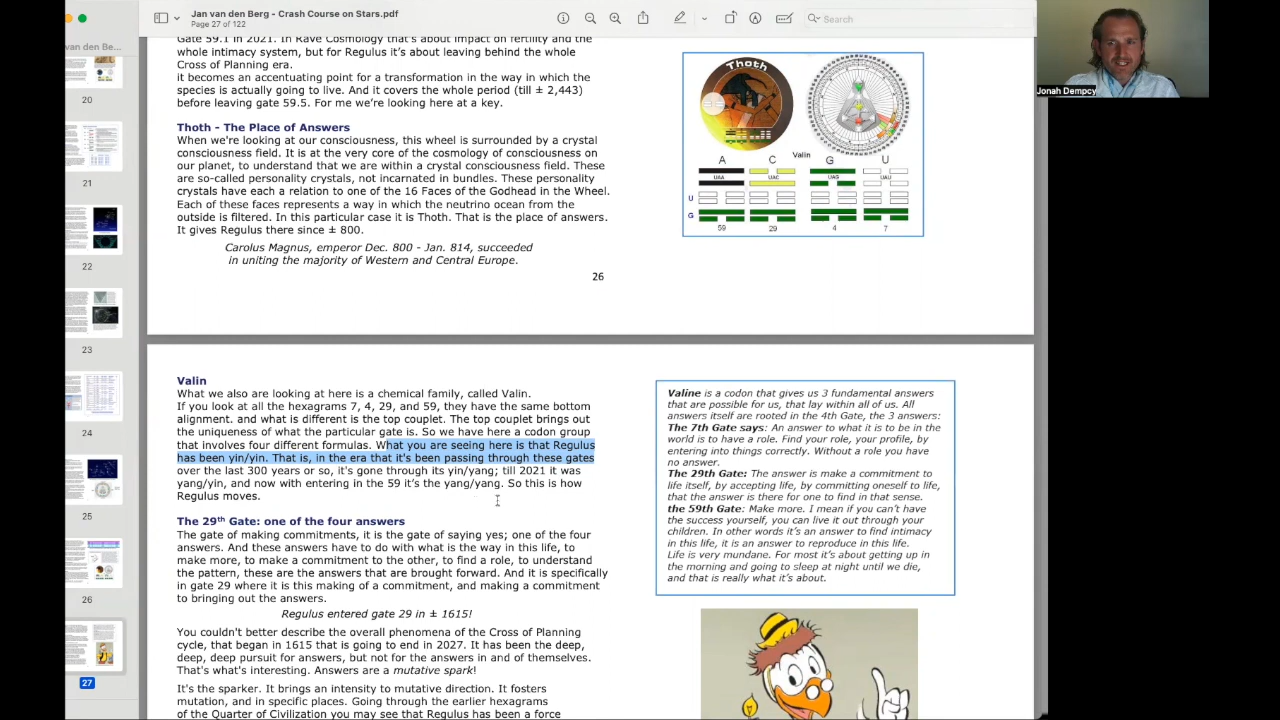 Jan van den Berg - Crash Course on Stars.pdf
Page 27 of 122
Search
van den Be...
20
21
22
23
24
25
26
27
Gate 59.1 in 2021. In Rave Cosmology that's about impact on fertility and the
whole intimacy system, but for Regulus it's about leaving behind the whole
Cross of Planning era.
it becomes an accentuating point of transformation in the way in which the
species is actually going to live. And it covers the whole period (till ± 2,443)
before leaving gate 59.5. For me we're looking here at a key.
Thoth - The Place of Answers
When we're looking at our own wheel, that wheel is surrounded by a crystal
consciousness field. It is at the very core of the cosmology of consciousness on
our planet, to understand that we are within a crystal consciousness field. These
are so-called personality crystals, not incarnated in bundles. These personality
crystals have each a relation to one of the 16 Faces of the Godhead in the Wheel.
Each of these faces represents a way in which the neutrino ocean from the
outside is filtered. In this particular case it is Thoth. That is the place of answers.
It gives Regulus there since ± 800.
Carolus Magnus, emperor Dec. 800 - Jan. 814, succeeded
in uniting the majority of Western and Central Europe.
26
Thoth
Valin
A C G U
UAA UAC UAG UAU
U
G
59 29 4 7
Jonah Dempcy
Valin
What we also are looking at here is a chemical family, called Valin.
If you look at all the hexagrams 7, 4, 29, and 59, they have the same bottom
alignment. and what is different is the top couplet. The top couplet brings out
the uniqueness of what the particular gate is. So we have here a codon group
that involves four different formulas. What you are seeing here is that Regulus
has been yin/yin. That is, in the era that it's been passing through these gates
over the last 300 years or so, it's gone through its yin/yang, till 2021 it was
yang/yin, and now with entering in the 59 it's the yang/yang. So this is how
Regulus moves.
The 29th Gate: one of the four answers
The gate of making commitments, it is the gate of saying yes, one of the four
answers. And these answers have to do with what is the way in this life, to
make more, to make a commitment to the other, to find a role, to understand
the pattern. These are the themes that are brought forward. And it is specifically
in gate 29 where is this making of a commitment, and making a commitment
to bringing out the answers.
Regulus entered gate 29 in ± 1615!
You couldn't better describe the overall phenomena of the Cross of Planning
cycle, that began in 1615 that is going to end in 2027. It has been the deep,
deep, deep pursuit for answers, but not for the answers in and of themselves.
That's what's interesting. Answers are a mutative spark!
It's the sparker. It brings an intensity to mutative direction. It fosters
mutation, and in specific places. Going through the earlier hexagrams
of the Quarter of Civilization you may see that Regulus has been a force
Valine is a codon that gives us 3 fundamental answers
that are possible for us, that lay within all of us. All
answers itself are rooted in the 4th Gate, the 3 answers:
The 7th Gate says: An answer to what it is to be in the
world is to have a role. Find your role, your profile, by
entering into things correctly. Without a role you have
no answer.
The 29th Gate: The answer is make a commitment to
life itself, by accepting life, by committing oneself to life,
that the answer is there for one to find in that sense.
the 59th Gate: Make more. I mean if you can't have
the success yourself, you can live it out through your
children. In other words it's an answer to find intimacy
in this life, it is an answer to reproduce in this life.
Life is very mundane. For most it's about getting up in
the morning and going to sleep at night until we die,
and that is really what's about.